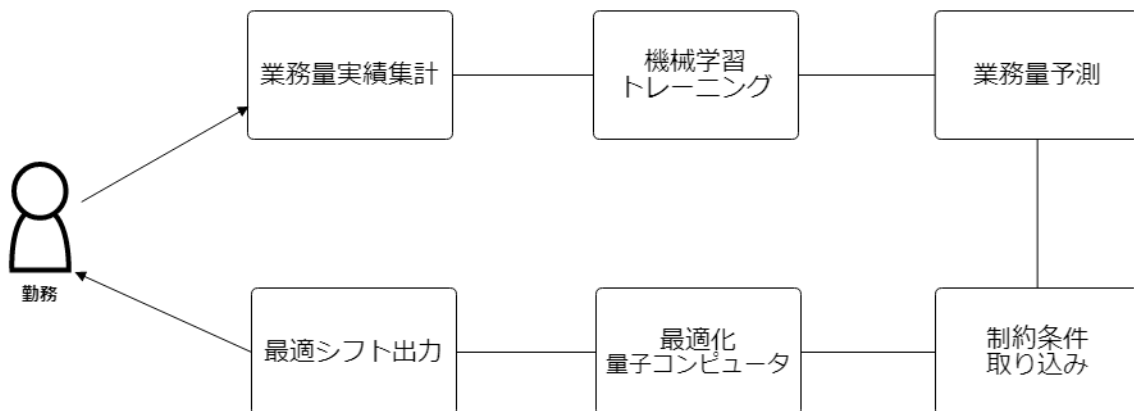 業務量実績集計
機械学習
トレーニング
業務量予測
勤務
最適シフト出力
最適化
量子コンピュータ
制約条件
取り込み